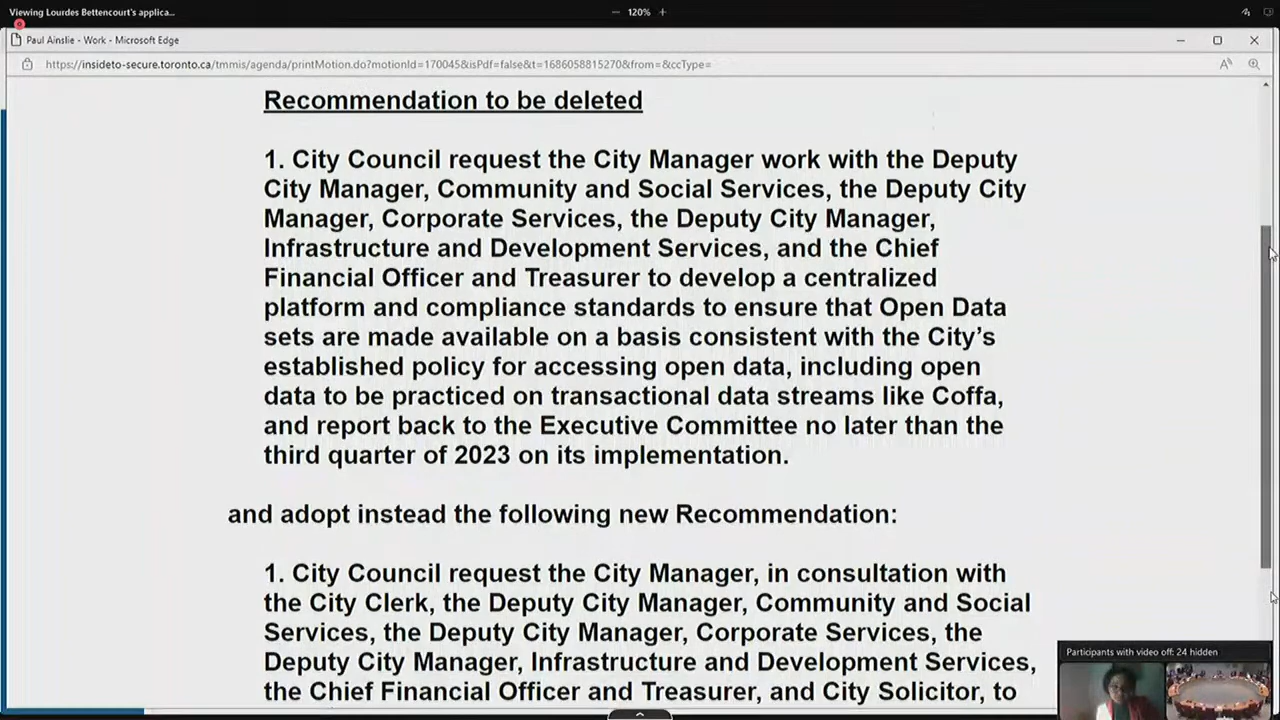 Viewing Lourdes Bettencourt's applica...
120%
Paul Ainslie - Work - Microsoft Edge
https://insideto-secure.toronto.ca/tmmis/agenda/printMotion.do?motionId=170045&isPdf=false&t=1686058815270&from=&ccType=
Recommendation to be deleted
1. City Council request the City Manager work with the Deputy
City Manager, Community and Social Services, the Deputy City
Manager, Corporate Services, the Deputy City Manager,
Infrastructure and Development Services, and the Chief
Financial Officer and Treasurer to develop a centralized
platform and compliance standards to ensure that Open Data
sets are made available on a basis consistent with the City’s
established policy for accessing open data, including open
data to be practiced on transactional data streams like Coffa,
and report back to the Executive Committee no later than the
third quarter of 2023 on its implementation.
and adopt instead the following new Recommendation:
1. City Council request the City Manager, in consultation with
the City Clerk, the Deputy City Manager, Community and Social
Services, the Deputy City Manager, Corporate Services, the
Deputy City Manager, Infrastructure and Development Services,
the Chief Financial Officer and Treasurer, and City Solicitor, to
Participants with video off: 24 hidden